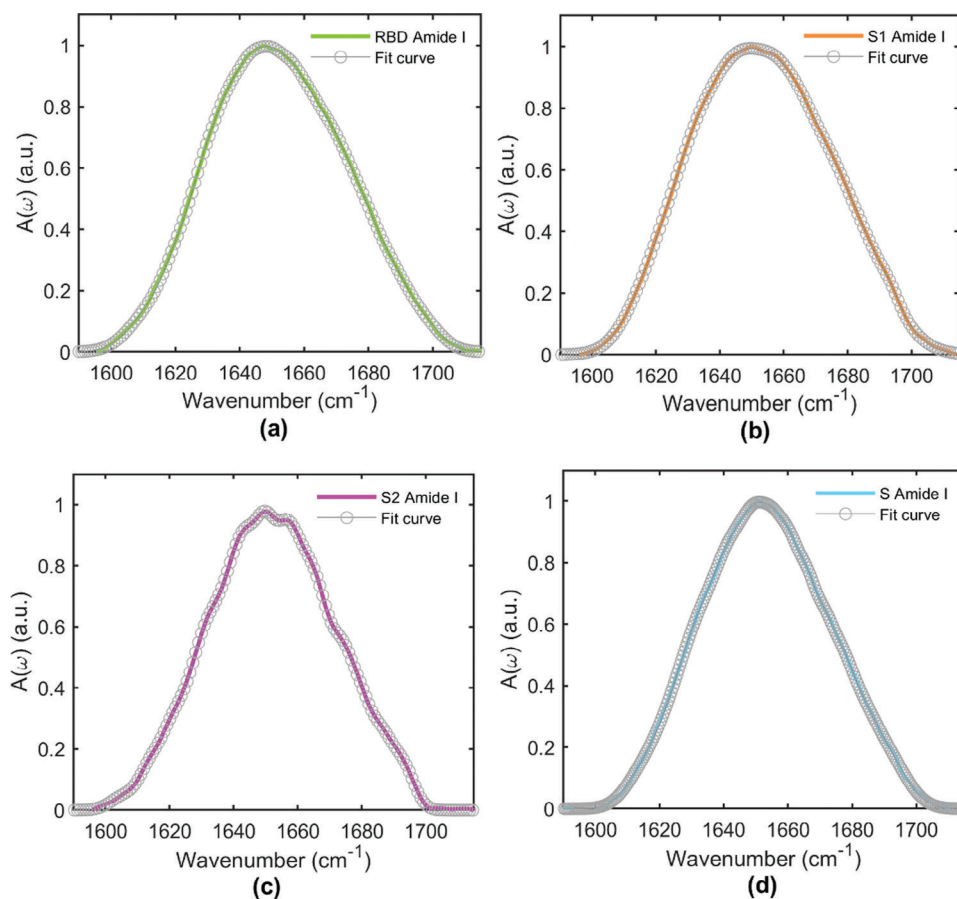 RBD Amide I
Fit curve
1
0.8
0.6
0.4
0.2
0
A(ω) (a.u.)
1600 1620 1640 1660 1680 1700
Wavenumber (cm⁻¹)
(a)
S1 Amide I
Fit curve
1
0.8
0.6
0.4
0.2
0
A(ω) (a.u.)
1600 1620 1640 1660 1680 1700
Wavenumber (cm⁻¹)
(b)
S2 Amide I
Fit curve
1
0.8
0.6
0.4
0.2
0
A(ω) (a.u.)
1600 1620 1640 1660 1680 1700
Wavenumber (cm⁻¹)
(c)
S Amide I
Fit curve
1
0.8
0.6
0.4
0.2
0
A(ω) (a.u.)
1600 1620 1640 1660 1680 1700
Wavenumber (cm⁻¹)
(d)